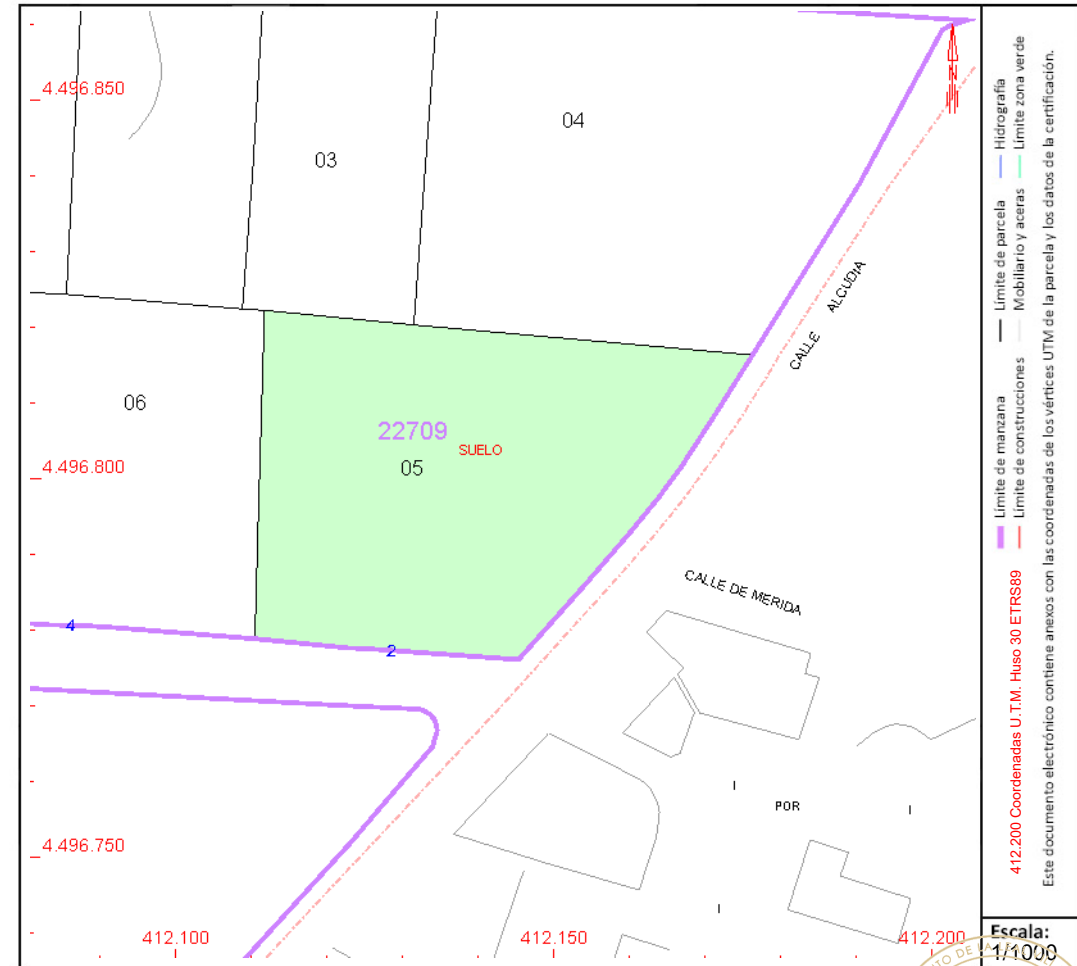 4.496.850
04
03
CALLE ALCUDIA
06
22709
SUELO
4.496.800
05
CALLE DE MERIDA
4
2
I
POR
I
4.496.750
I
412.100
412.150
412.200
N
Hidrografía
Límite zona verde
Límite de parcela
Mobiliario y aceras
Límite de manzana
Límite de construcciones
412.200 Coordenadas U.T.M. Huso 30 ETRS89
Este documento electrónico contiene anexos con las coordenadas de los vértices UTM de la parcela y los datos de la certificación.
Escala:
1/1000